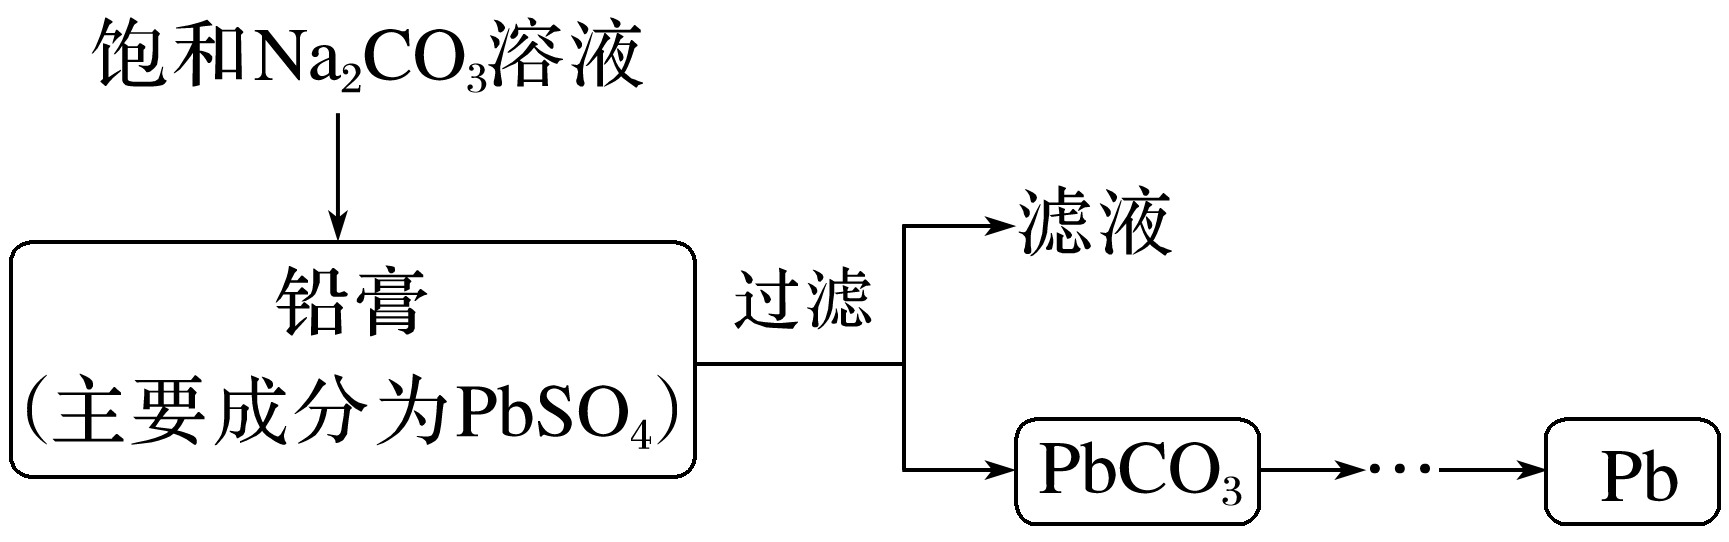 饱和Na₂CO₃溶液
滤液
铅膏
过滤
(主要成分为PbSO₄)
PbCO₃
···
Pb